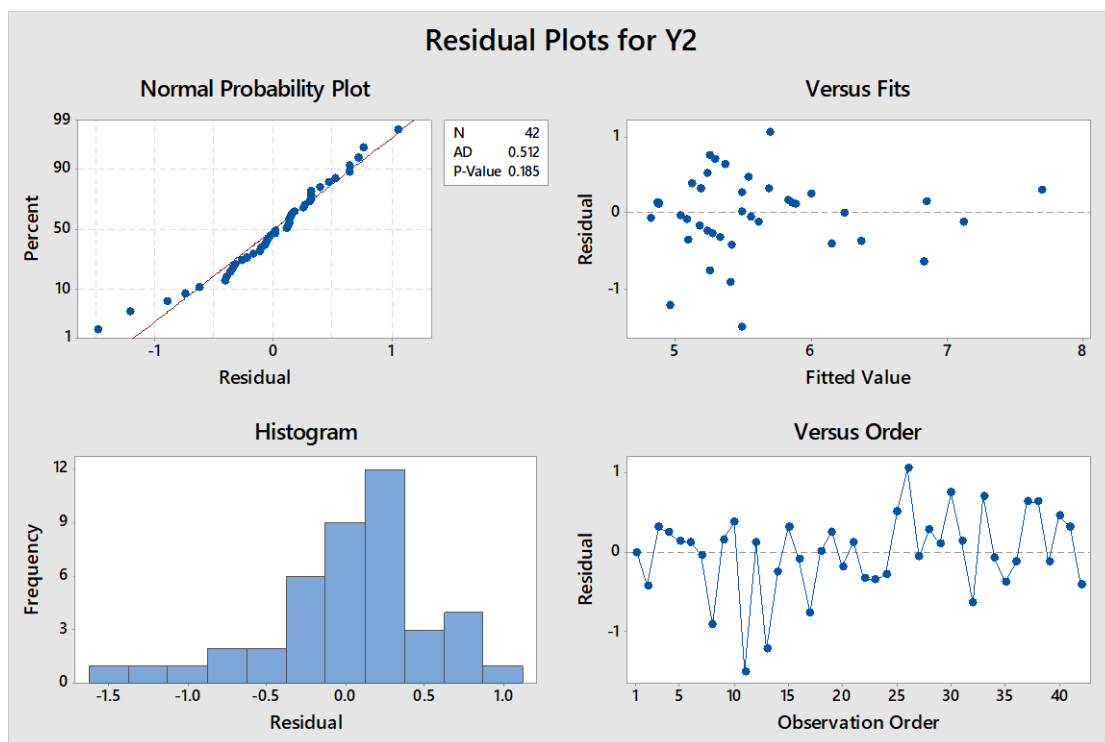 Residual Plots for Y2
Normal Probability Plot
99
90
50
10
1
Percent
-1 0 1
Residual
N 42
AD 0.512
P-Value 0.185
Versus Fits
1
0
-1
Residual
5 6 7 8
Fitted Value
Histogram
12
9
6
3
0
Frequency
-1.5 -1.0 -0.5 0.0 0.5 1.0
Residual
Versus Order
1
0
-1
Residual
1 5 10 15 20 25 30 35 40
Observation Order